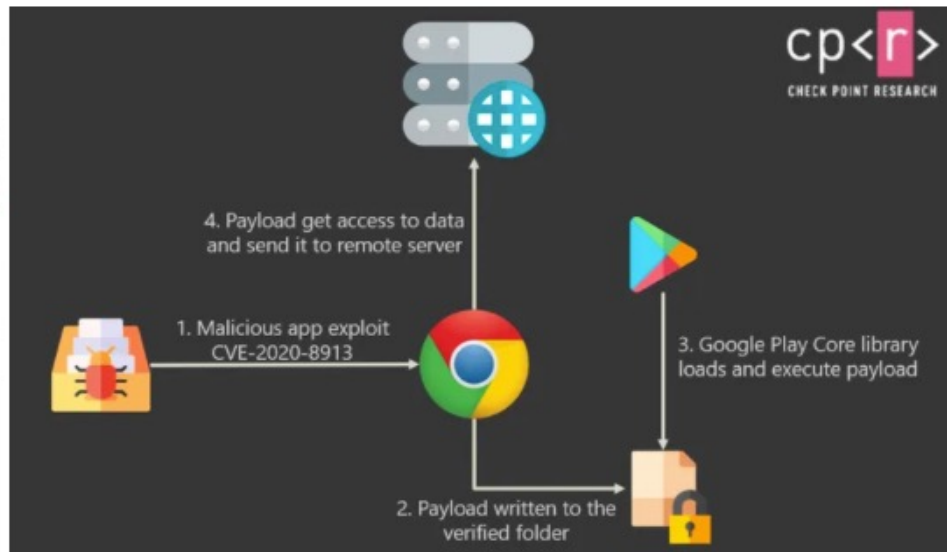 cp<r>
CHECK POINT RESEARCH
4. Payload get access to data
and send it to remote server
1. Malicious app exploit
CVE-2020-8913
3. Google Play Core library
loads and execute payload
2. Payload written to the
verified folder